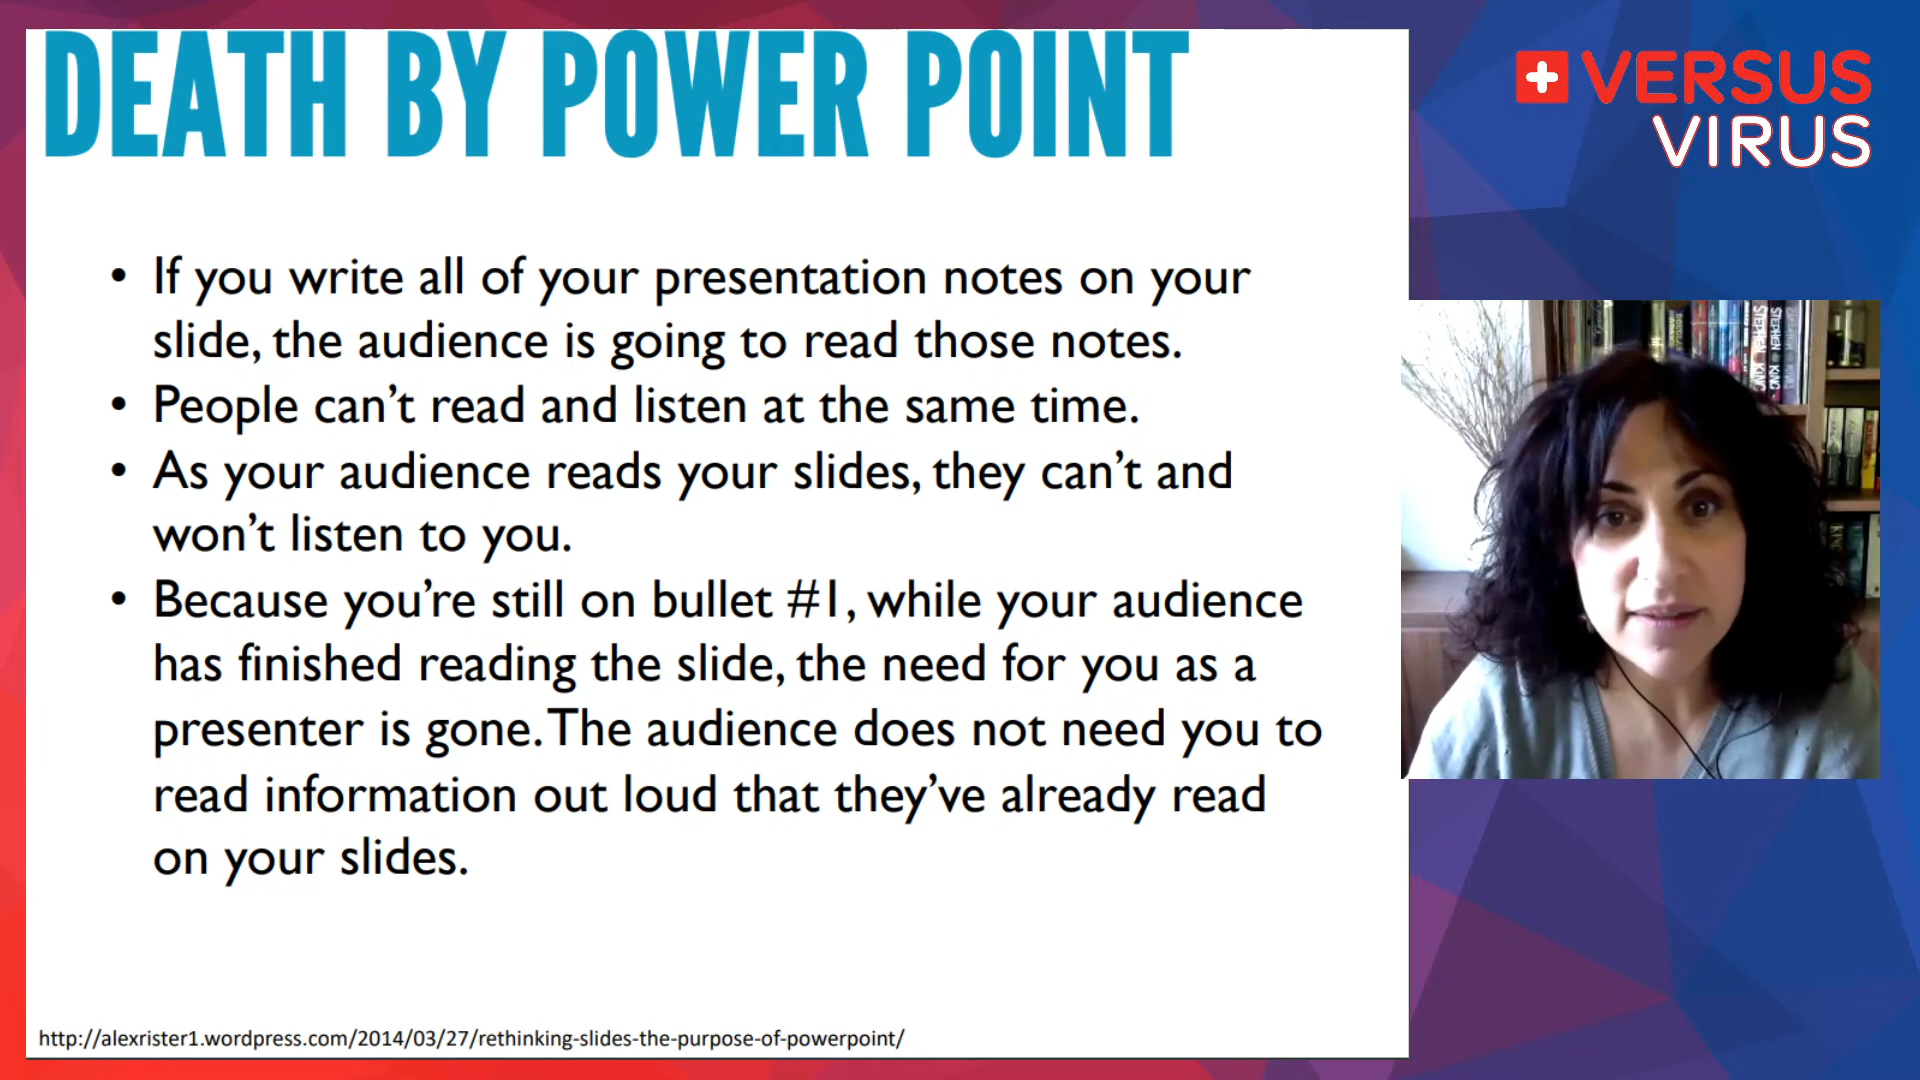 DEATH BY POWER POINT
• If you write all of your presentation notes on your
slide, the audience is going to read those notes.
• People can’t read and listen at the same time.
• As your audience reads your slides, they can’t and
won’t listen to you.
• Because you’re still on bullet #1, while your audience
has finished reading the slide, the need for you as a
presenter is gone. The audience does not need you to
read information out loud that they’ve already read
on your slides.
http://alexrister1.wordpress.com/2014/03/27/rethinking-slides-the-purpose-of-powerpoint/
VERSUS
VIRUS
STEPHEN KING
STEPHEN KING
KING